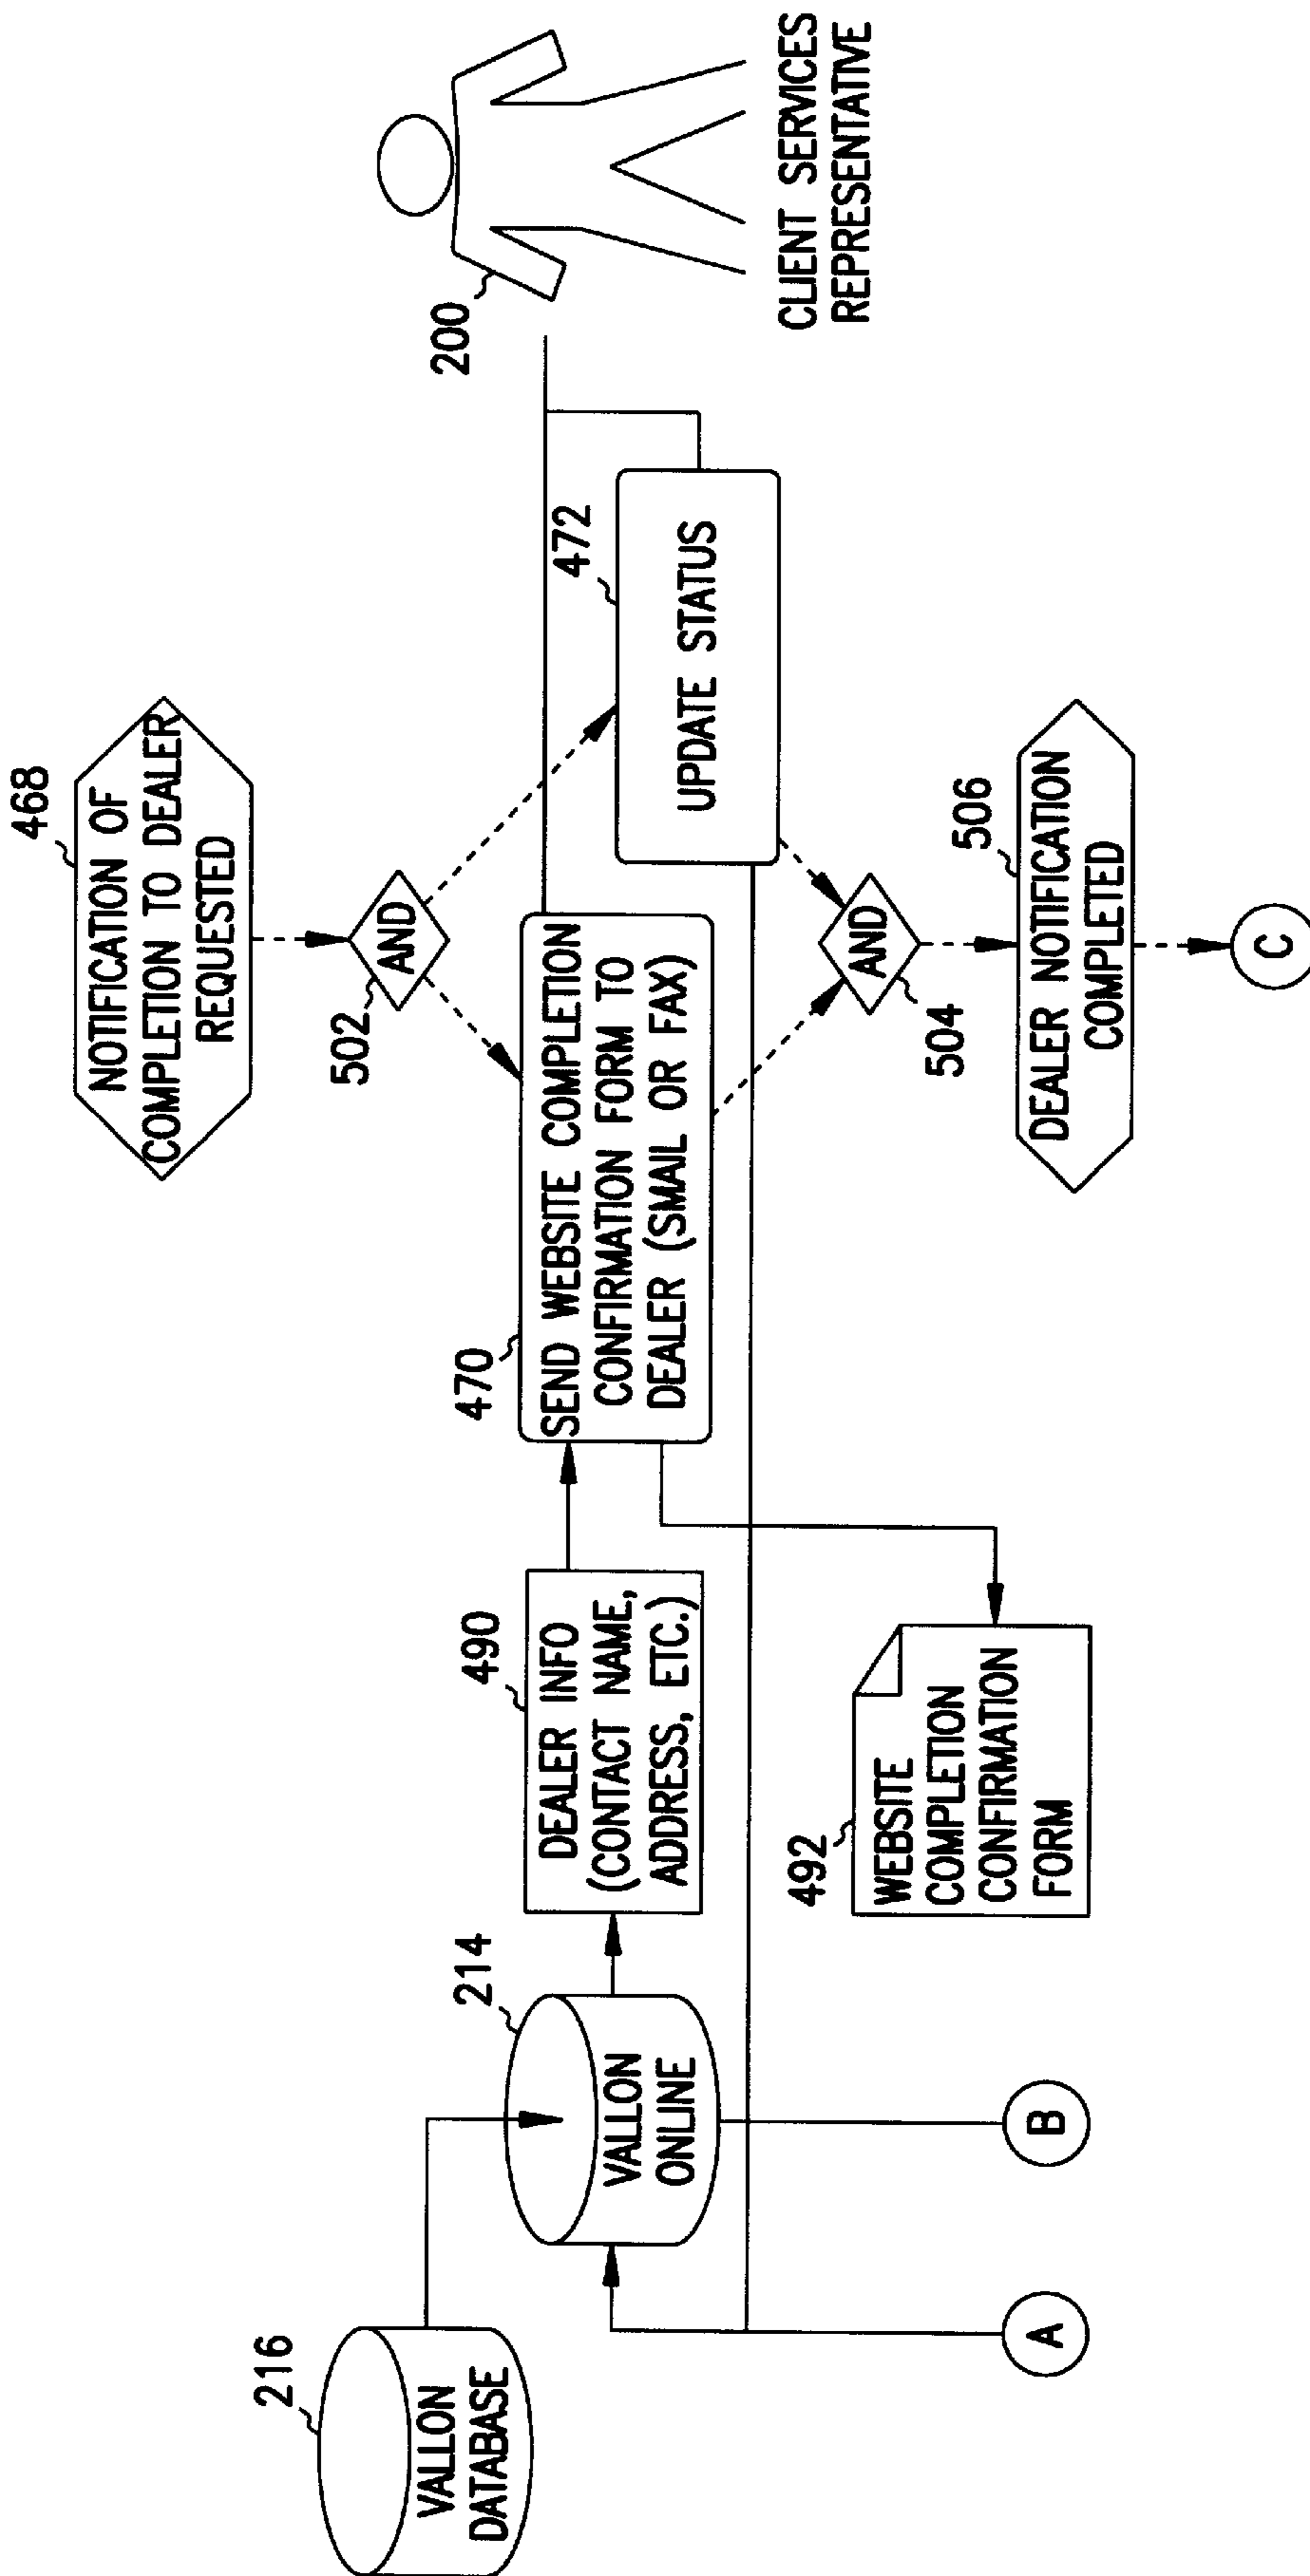 468
NOTIFICATION OF
COMPLETION TO DEALER
REQUESTED
502
AND
200
CLIENT SERVICES
REPRESENTATIVE
216
VALLON
DATABASE
214
VALLON
ONLINE
490
DEALER INFO
(CONTACT NAME,
ADDRESS, ETC.)
470
SEND WEBSITE COMPLETION
CONFIRMATION FORM TO
DEALER (SMAIL OR FAX)
472
UPDATE STATUS
492
WEBSITE
COMPLETION
CONFIRMATION
FORM
AND
504
506
DEALER NOTIFICATION
COMPLETED
A
B
C